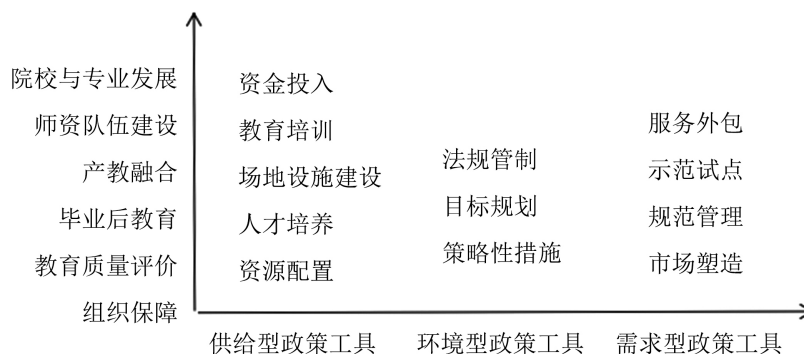 院校与专业发展
师资队伍建设
产教融合
毕业后教育
教育质量评价
组织保障
资金投入
教育培训
场地设施建设
人才培养
资源配置
法规管制
目标规划
策略性措施
服务外包
示范试点
规范管理
市场塑造
供给型政策工具
环境型政策工具
需求型政策工具